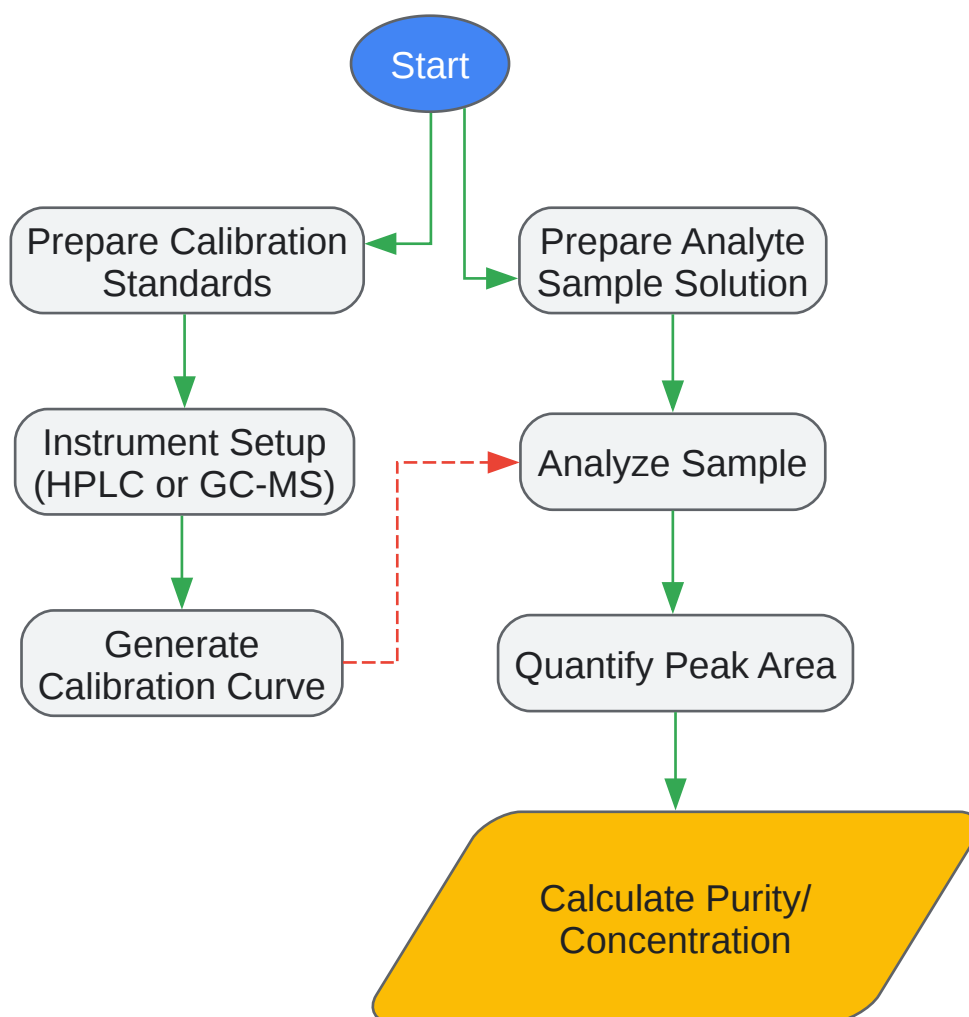 Start
Prepare Calibration
Standards
Prepare Analyte
Sample Solution
Instrument Setup
(HPLC or GC-MS)
Analyze Sample
Generate
Calibration Curve
Quantify Peak Area
Calculate Purity/
Concentration